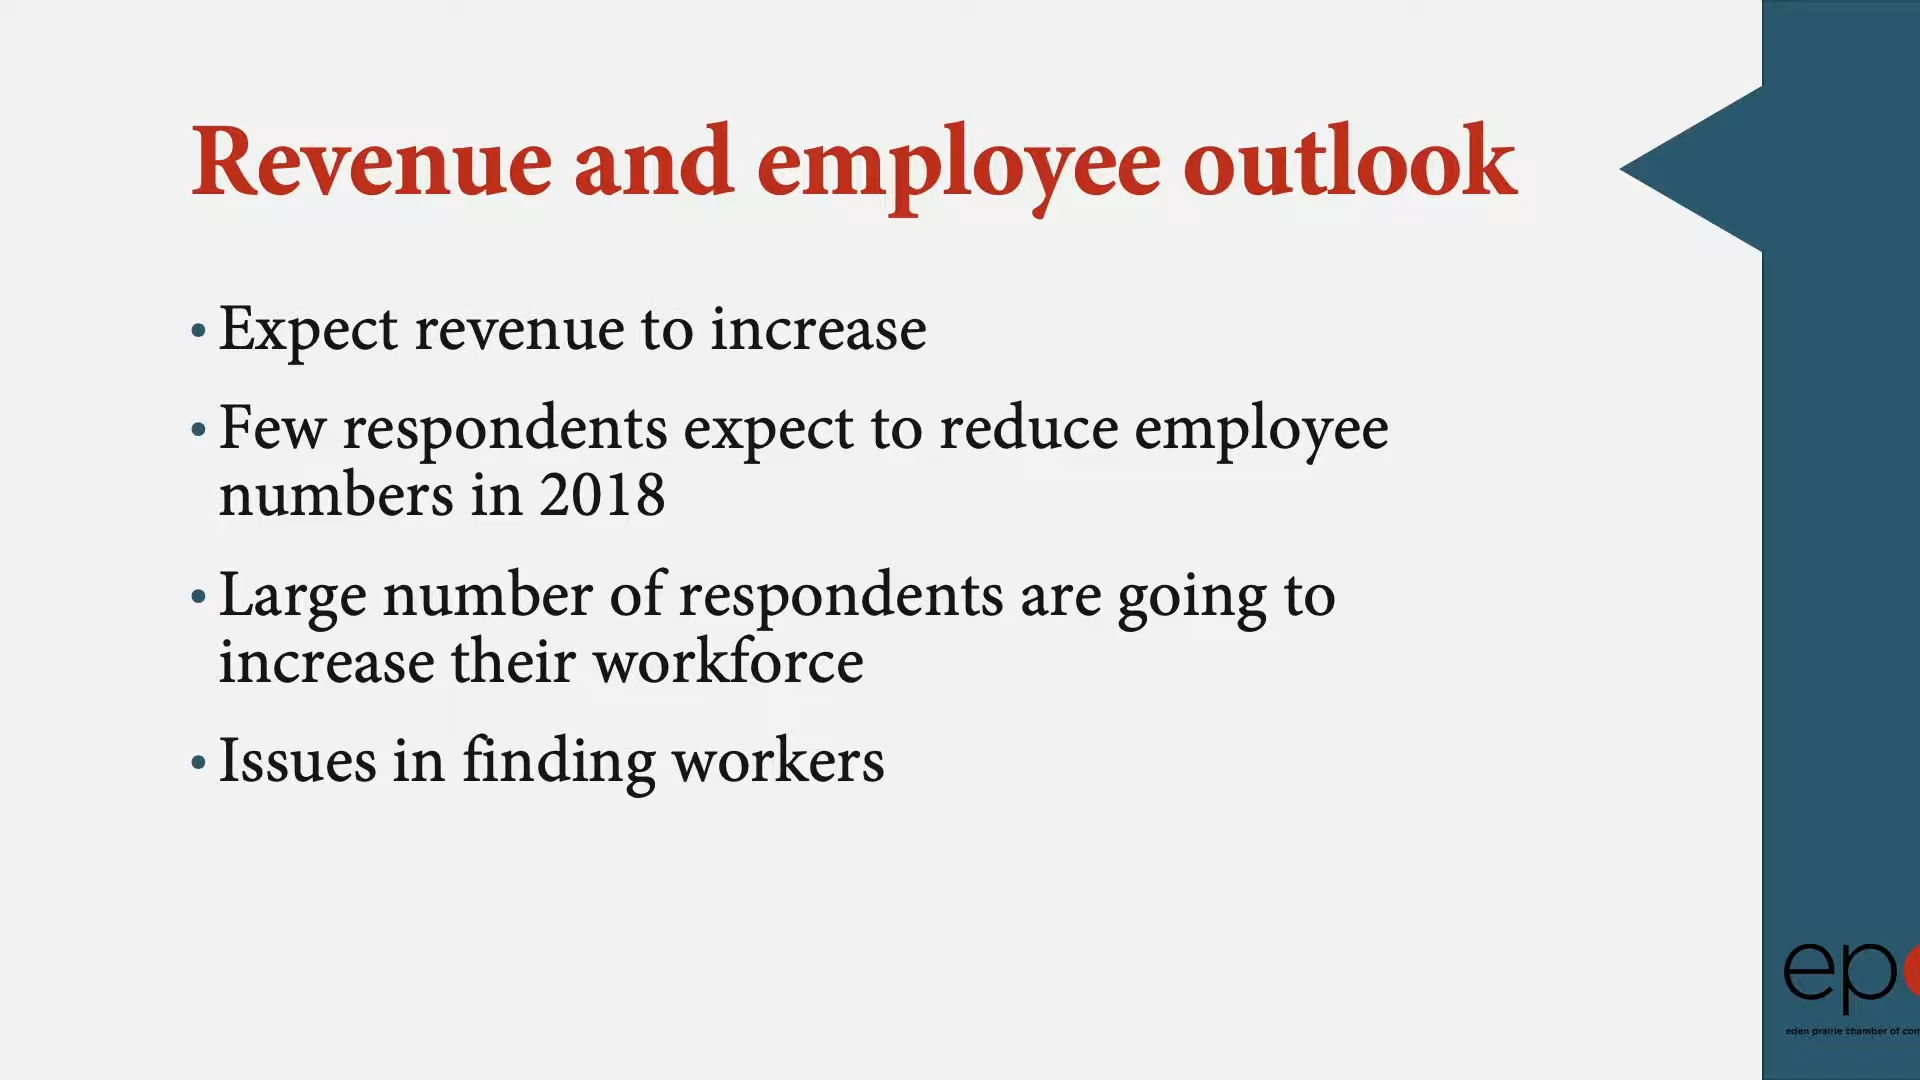 Revenue and employee outlook
• Expect revenue to increase
• Few respondents expect to reduce employee
numbers in 2018
• Large number of respondents are going to
increase their workforce
• Issues in finding workers
ep
eden prairie chamber of com